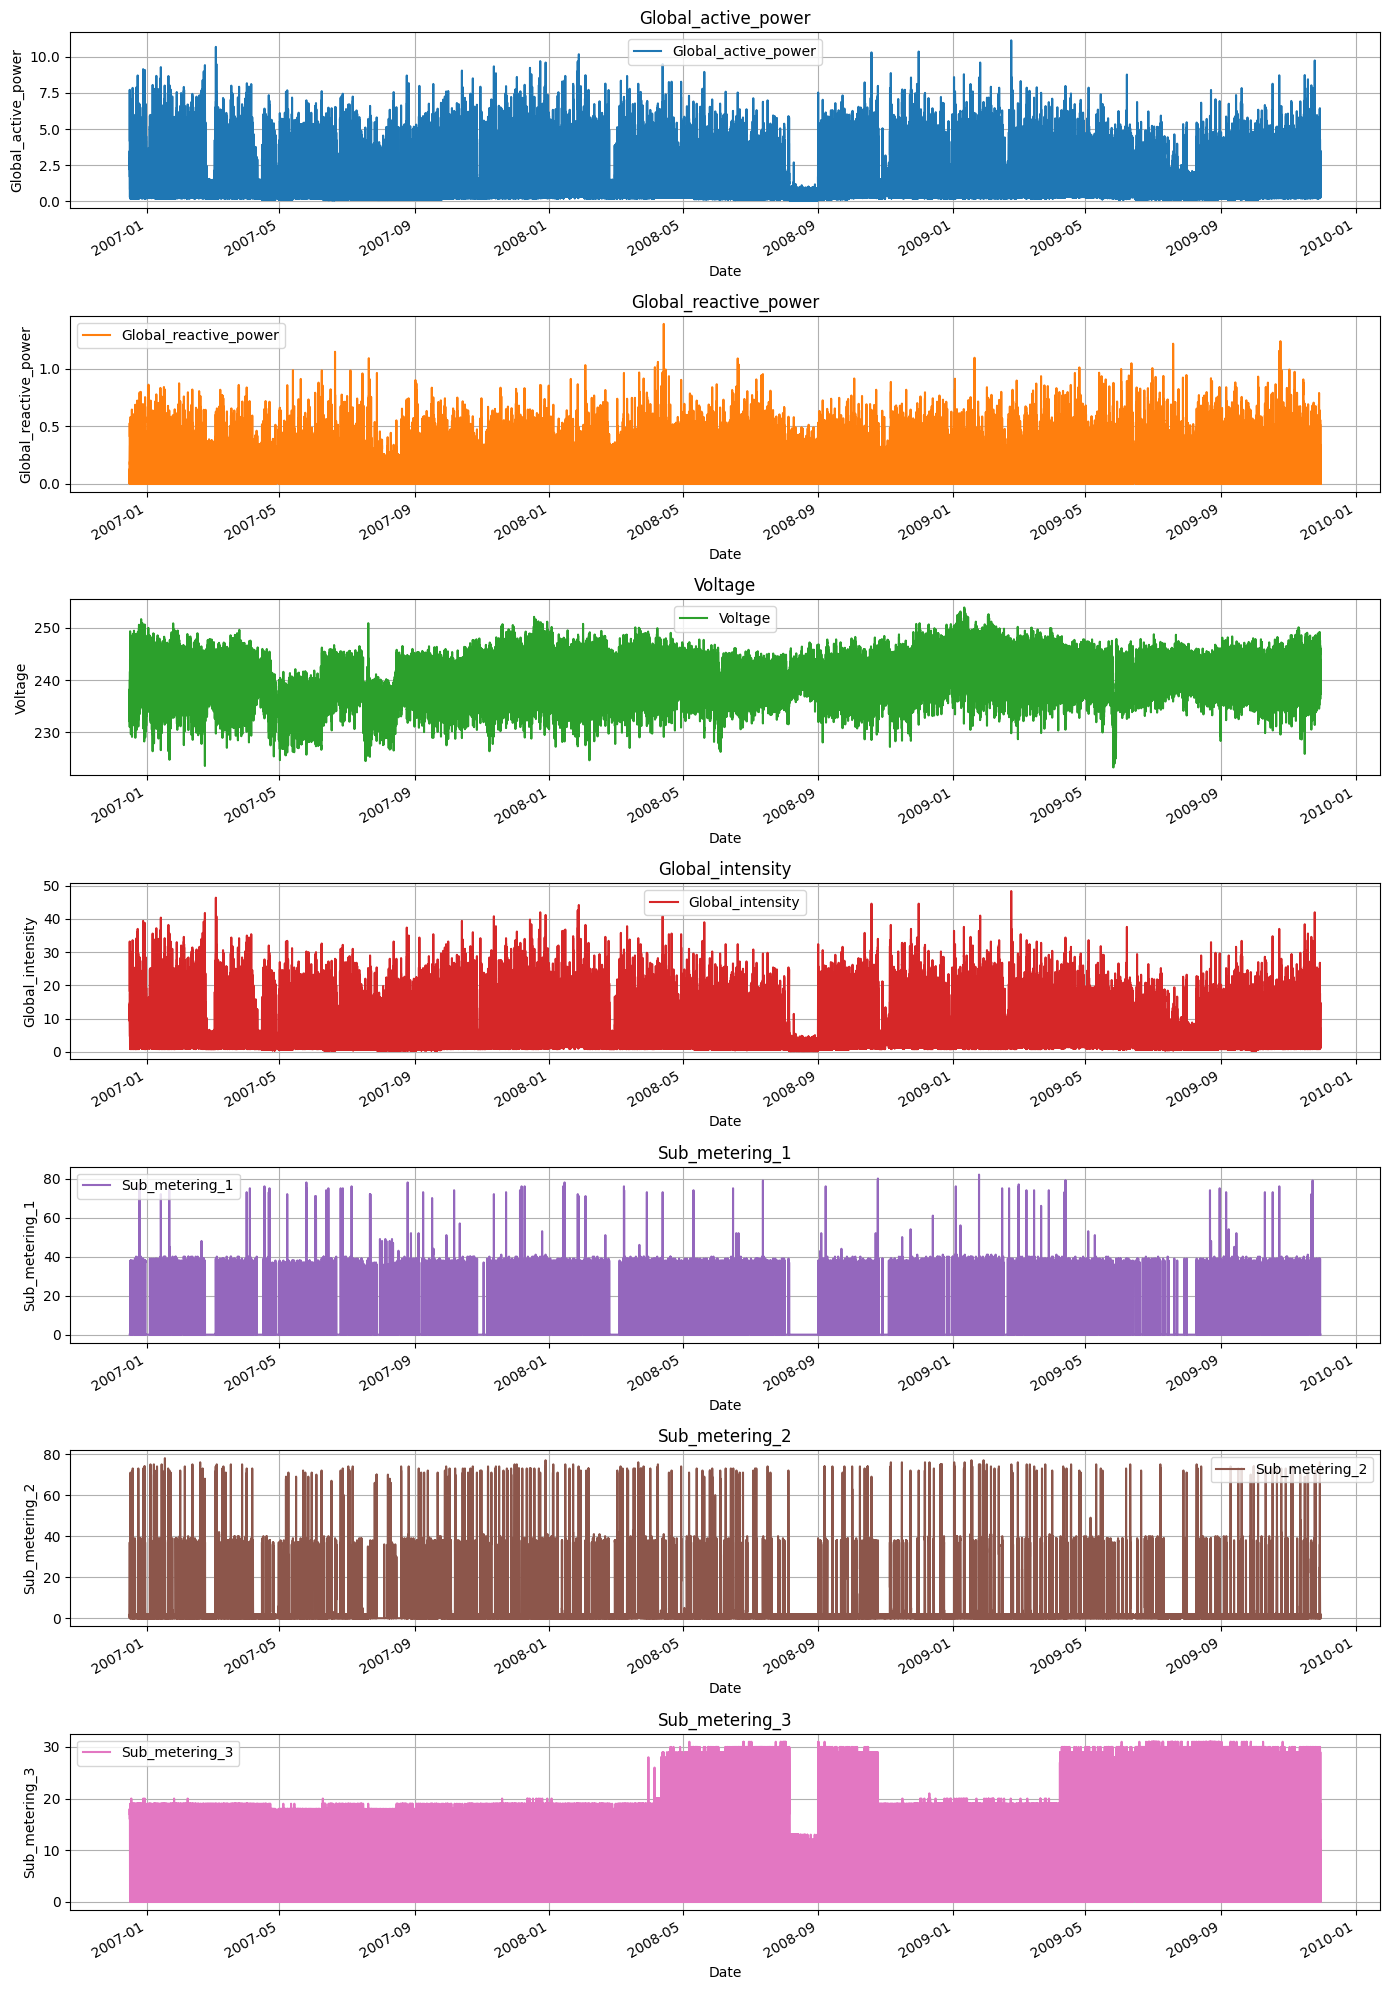 Global_active_power
Global_active_power
Global_active_power
10.0
7.5
5.0
2.5
0.0
2007-01 2007-05 2007-09 2008-01 2008-05 2008-09 2009-01 2009-05 2009-09 2010-01
Date
Global_reactive_power
Global_reactive_power
Global_reactive_power
1.0
0.5
0.0
2007-01 2007-05 2007-09 2008-01 2008-05 2008-09 2009-01 2009-05 2009-09 2010-01
Date
Voltage
Voltage
Voltage
250
240
230
2007-01 2007-05 2007-09 2008-01 2008-05 2008-09 2009-01 2009-05 2009-09 2010-01
Date
Global_intensity
Global_intensity
Global_intensity
50
40
30
20
10
0
2007-01 2007-05 2007-09 2008-01 2008-05 2008-09 2009-01 2009-05 2009-09 2010-01
Date
Sub_metering_1
Sub_metering_1
Sub_metering_1
80
60
40
20
0
2007-01 2007-05 2007-09 2008-01 2008-05 2008-09 2009-01 2009-05 2009-09 2010-01
Date
Sub_metering_2
Sub_metering_2
Sub_metering_2
80
60
40
20
0
2007-01 2007-05 2007-09 2008-01 2008-05 2008-09 2009-01 2009-05 2009-09 2010-01
Date
Sub_metering_3
Sub_metering_3
Sub_metering_3
30
20
10
0
2007-01 2007-05 2007-09 2008-01 2008-05 2008-09 2009-01 2009-05 2009-09 2010-01
Date